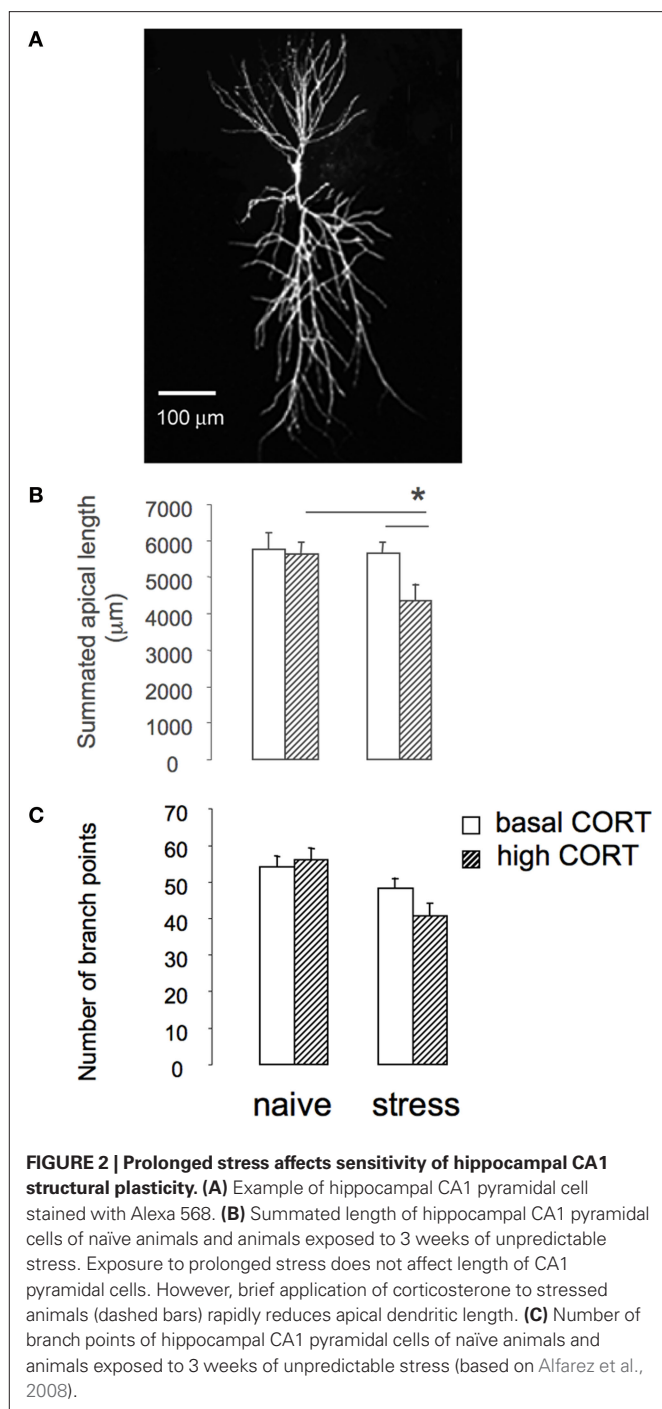 A
100 μm
B
Summated apical length
(μm)
7000
6000
5000
4000
3000
2000
1000
0
*
C
Number of branch points
70
60
50
40
30
20
10
0
basal CORT
high CORT
naive stress
FIGURE 2 | Prolonged stress affects sensitivity of hippocampal CA1
structural plasticity. (A) Example of hippocampal CA1 pyramidal cell
stained with Alexa 568. (B) Summated length of hippocampal CA1 pyramidal
cells of naïve animals and animals exposed to 3 weeks of unpredictable
stress. Exposure to prolonged stress does not affect length of CA1
pyramidal cells. However, brief application of corticosterone to stressed
animals (dashed bars) rapidly reduces apical dendritic length. (C) Number of
branch points of hippocampal CA1 pyramidal cells of naïve animals and
animals exposed to 3 weeks of unpredictable stress (based on Alfarez et al.,
2008).